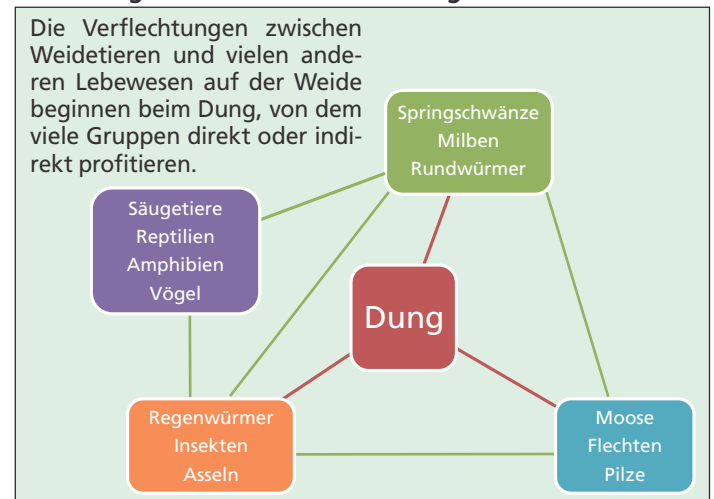 Die Verflechtungen zwischen
Weidetieren und vielen ande-
ren Lebewesen auf der Weide
beginnen beim Dung, von dem
viele Gruppen direkt oder indi-
rekt profitieren.
Springschwänze
Milben
Rundwürmer
Säugetiere
Reptilien
Amphibien
Vögel
Dung
Regenwürmer
Insekten
Asseln
Moose
Flechten
Pilze